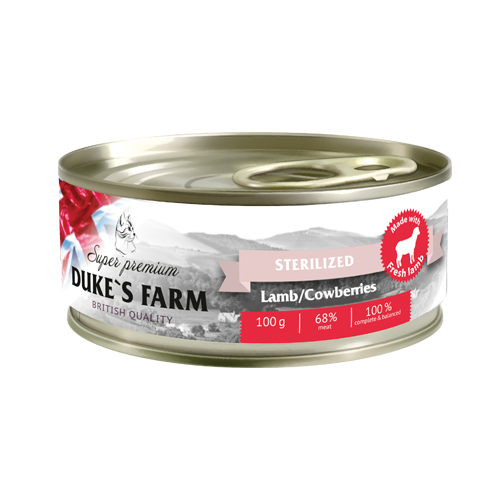 Super premium
DUKE`S FARM
BRITISH QUALITY
STERILIZED
Lamb/Cowberries
100 g
68%
meat
100 %
complete & balanced
Made with
Fresh lamb